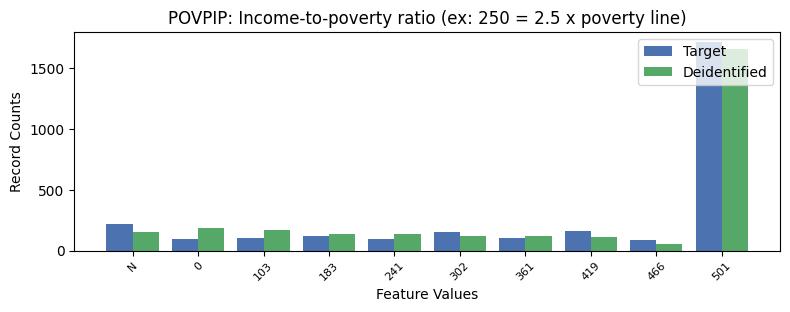 POVPIP: Income-to-poverty ratio (ex: 250 = 2.5 x poverty line)
Target
Deidentified
1500
1000
500
0
Record Counts
N
0
103
183
241
302
361
419
466
501
Feature Values